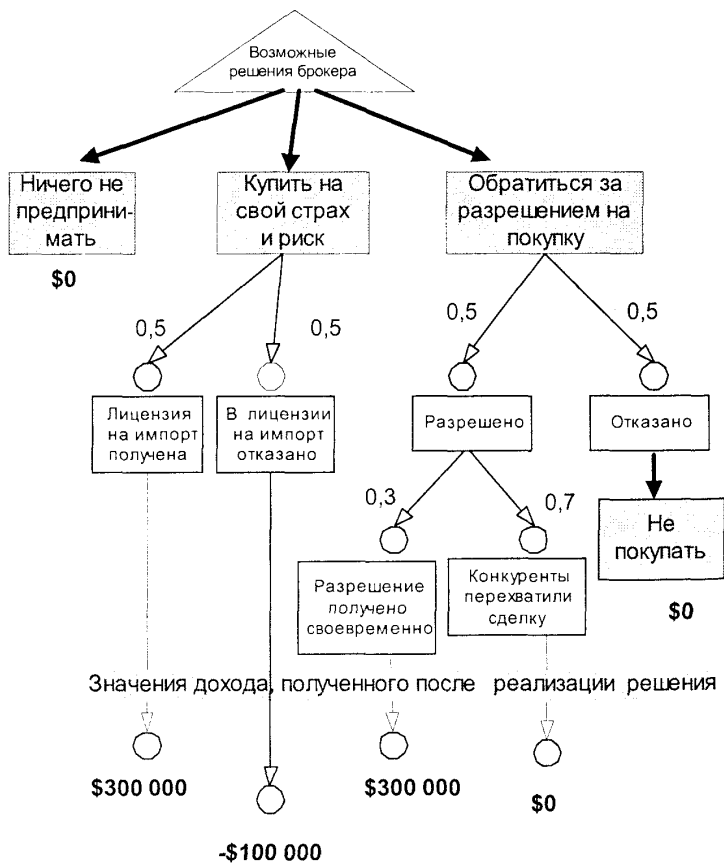 Возможные
решения брокера
Ничего не
предприни-
мать
$0
Купить на
свой страх
и риск
Обратиться за
разрешением на
покупку
0,5
0,5
0,5
0,5
Лицензия
на импорт
получена
В лицензии
на импорт
отказано
Разрешено
Отказано
0,3
0,7
Не
покупать
$0
Разрешение
получено
своевременно
Конкуренты
перехватили
сделку
Значения дохода, полученного после реализации решения
$300 000
-$100 000
$300 000
$0